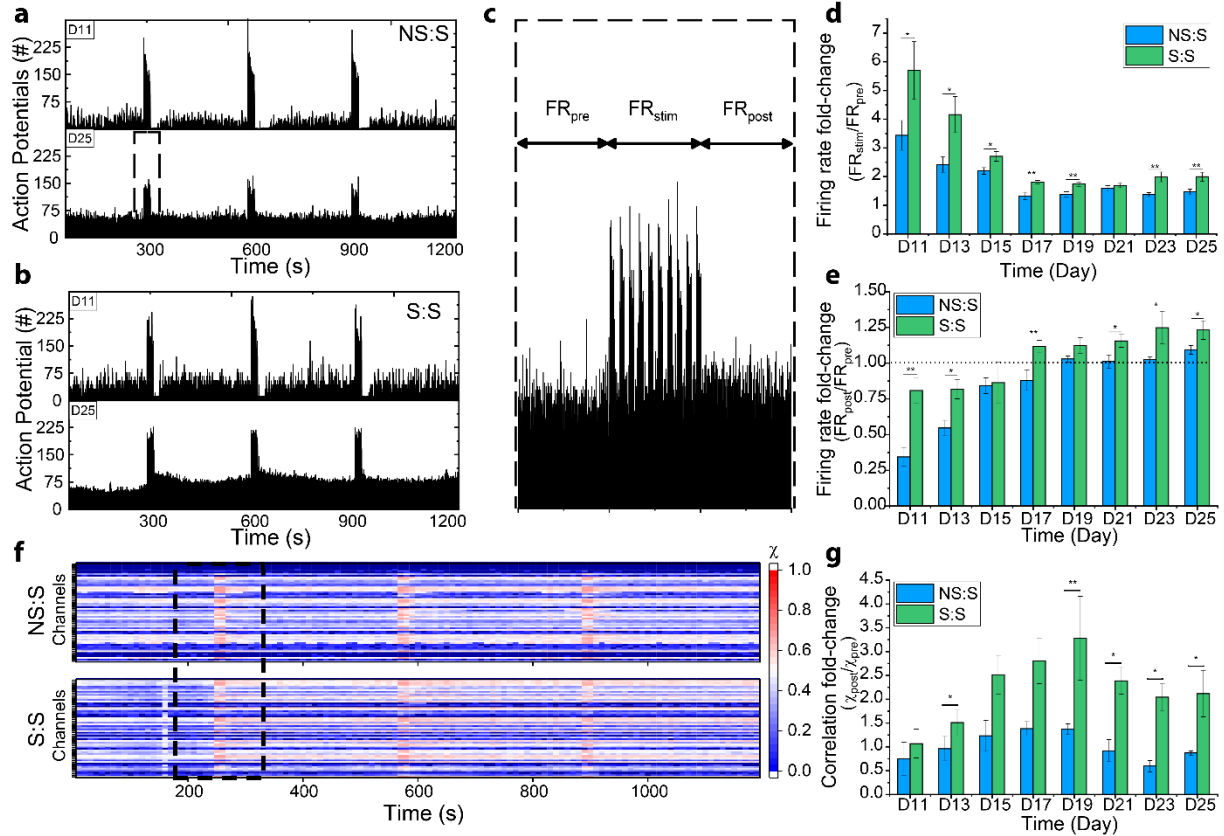 a
D11
NS:S
Action Potentials (#)
225
150
75
0
D25
225
150
75
0
300
600
900
1200
Time (s)
b
D11
S:S
Action Potential (#)
225
150
75
0
D25
225
150
75
0
300
600
900
1200
Time (s)
c
FRpre
FRstim
FRpost
d
NS:S
S:S
Firing rate fold-change
(FRstim/FRpre)
7
6
5
4
3
2
1
0
*
*
*
**
**
**
**
D11 D13 D15 D17 D19 D21 D23 D25
Time (Day)
e
NS:S
S:S
Firing rate fold-change
(FRpost/FRpre)
1.50
1.25
1.00
0.75
0.50
0.25
0.00
**
*
**
*
*
*
D11 D13 D15 D17 D19 D21 D23 D25
Time (Day)
f
NS:S
Channels
S:S
Channels
χ
1.0
0.8
0.6
0.4
0.2
0.0
200
400
600
800
1000
Time (s)
g
NS:S
S:S
Correlation fold-change
(χpost/χpre)
4.5
4.0
3.5
3.0
2.5
2.0
1.5
1.0
0.5
0.0
*
**
*
*
*
D11 D13 D15 D17 D19 D21 D23 D25
Time (Day)